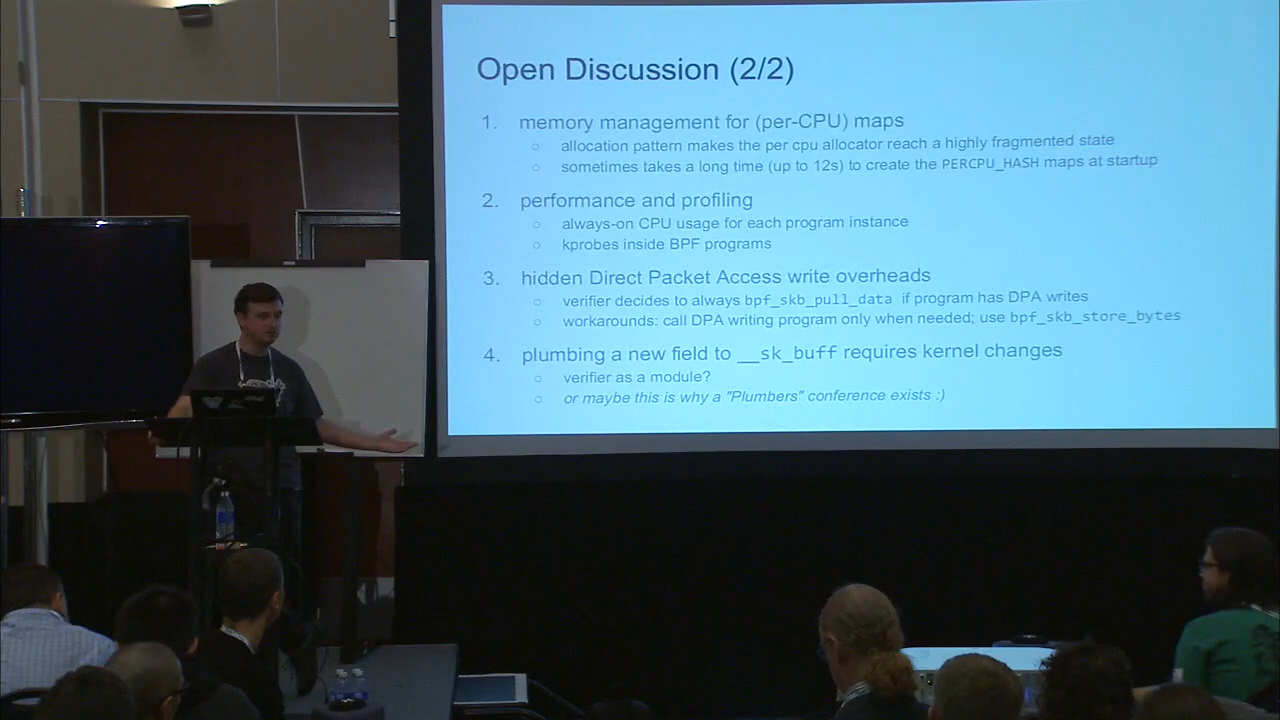 Open Discussion (2/2)
1. memory management for (per-CPU) maps
○ allocation pattern makes the per cpu allocator reach a highly fragmented state
○ sometimes takes a long time (up to 12s) to create the PERCPU_HASH maps at startup
2. performance and profiling
○ always-on CPU usage for each program instance
○ kprobes inside BPF programs
3. hidden Direct Packet Access write overheads
○ verifier decides to always bpf_skb_pull_data if program has DPA writes
○ workarounds: call DPA writing program only when needed; use bpf_skb_store_bytes
4. plumbing a new field to __sk_buff requires kernel changes
○ verifier as a module?
○ or maybe this is why a "Plumbers" conference exists :)